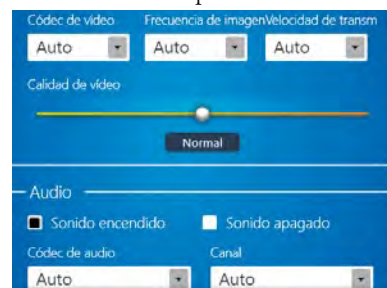 Códec de vídeo Frecuencia de imagen Velocidad de transm
Auto Auto Auto
Calidad de vídeo
Normal
Audio
Sonido encendido Sonido apagado
Códec de audio Canal
Auto Auto